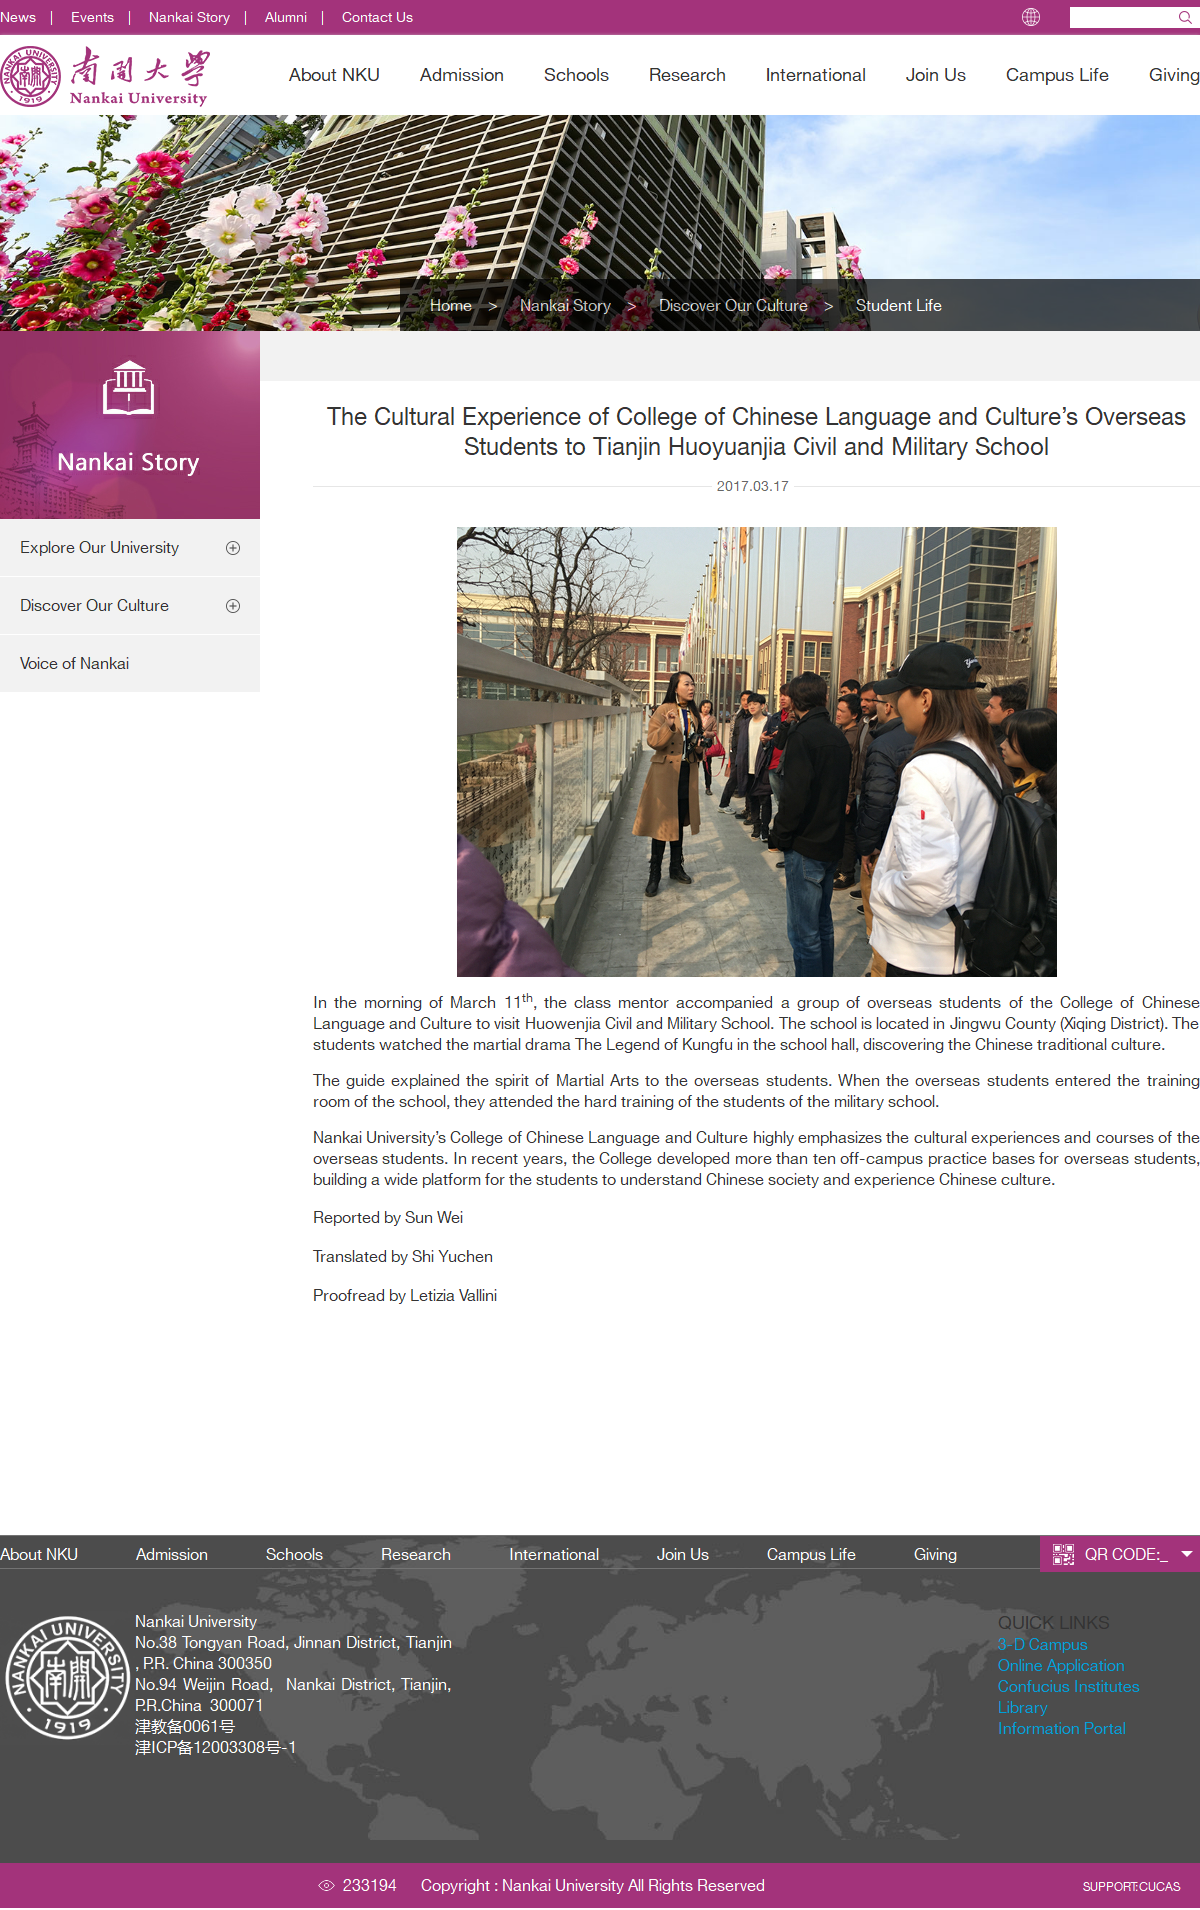 News | Events | Nankai Story | Alumni | Contact Us
NANKAI UNIVERSITY
1919
南開大學
Nankai University
About NKU Admission Schools Research International Join Us Campus Life Giving
Home > Nankai Story > Discover Our Culture > Student Life
Nankai Story
Explore Our University
Discover Our Culture
Voice of Nankai
The Cultural Experience of College of Chinese Language and Culture’s Overseas
Students to Tianjin Huoyuanjia Civil and Military School
2017.03.17
In the morning of March 11th, the class mentor accompanied a group of overseas students of the College of Chinese
Language and Culture to visit Huowenjia Civil and Military School. The school is located in Jingwu County (Xiqing District). The
students watched the martial drama The Legend of Kungfu in the school hall, discovering the Chinese traditional culture.
The guide explained the spirit of Martial Arts to the overseas students. When the overseas students entered the training
room of the school, they attended the hard training of the students of the military school.
Nankai University’s College of Chinese Language and Culture highly emphasizes the cultural experiences and courses of the
overseas students. In recent years, the College developed more than ten off-campus practice bases for overseas students,
building a wide platform for the students to understand Chinese society and experience Chinese culture.
Reported by Sun Wei
Translated by Shi Yuchen
Proofread by Letizia Vallini
About NKU Admission Schools Research International Join Us Campus Life Giving
QR CODE:_
NANKAI UNIVERSITY
南開
1919
Nankai University
No.38 Tongyan Road, Jinnan District, Tianjin
, P.R. China 300350
No.94 Weijin Road, Nankai District, Tianjin,
P.R.China 300071
津教备0061号
津ICP备12003308号-1
QUICK LINKS
3-D Campus
Online Application
Confucius Institutes
Library
Information Portal
233194 Copyright : Nankai University All Rights Reserved
SUPPORT:CUCAS